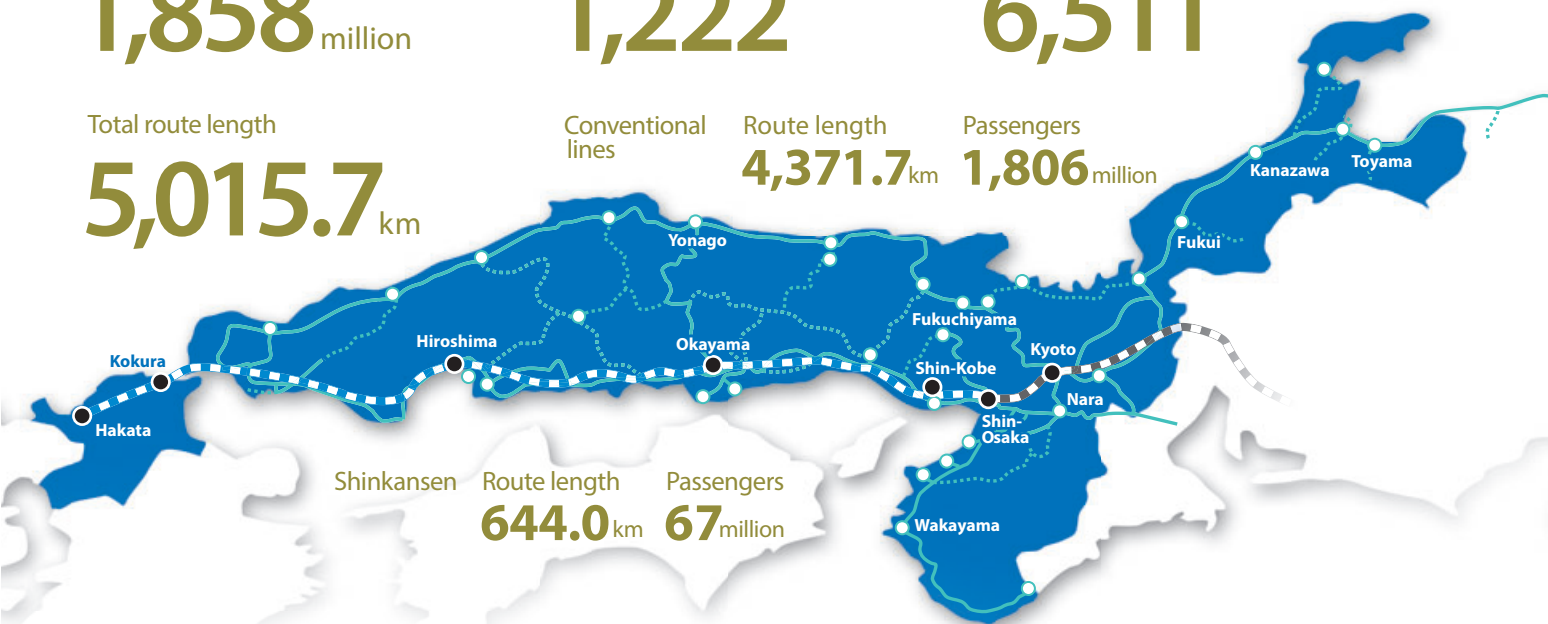 1,858 million
1,222
6,511
Total route length
5,015.7 km
Conventional
lines
Route length
4,371.7km
Passengers
1,806 million
Toyama
Kanazawa
Fukui
Yonago
Fukuchiyama
Hiroshima
Okayama
Kyoto
Kokura
Shin-Kobe
Nara
Hakata
Shin-
Osaka
Wakayama
Shinkansen
Route length
644.0 km
Passengers
67 million